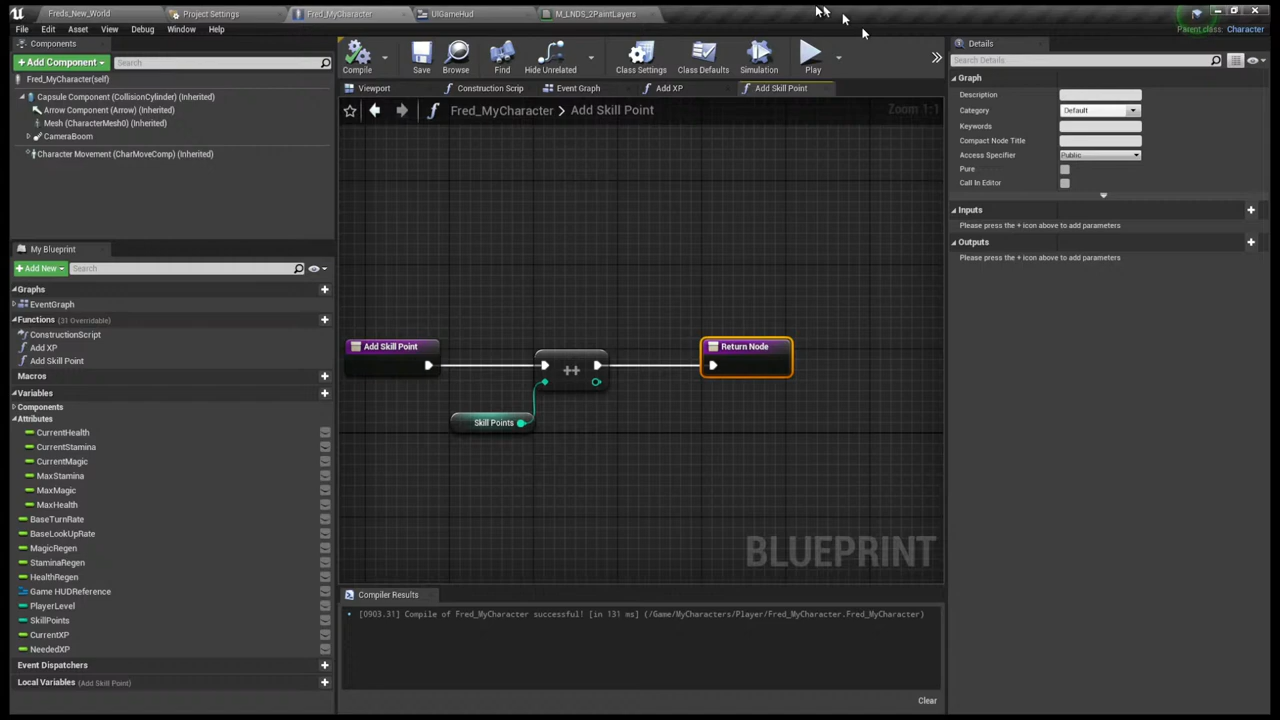 Freds_New_World
Project Settings
Fred_MyCharacter
UIGameHud
M_LNDS_2PaintLayers
File Edit Asset View Debug Window Help
Parent class: Character
Components
+ Add Component
Search
Fred_MyCharacter(self)
Capsule Component (CollisionCylinder) (Inherited)
Arrow Component (Arrow) (Inherited)
Mesh (CharacterMesh0) (Inherited)
CameraBoom
Character Movement (CharMoveComp) (Inherited)
My Blueprint
+ Add New
Search
Graphs
EventGraph
Functions (31 Overridable)
ConstructionScript
Add XP
Add Skill Point
Macros
Variables
Components
Attributes
CurrentHealth
CurrentStamina
CurrentMagic
MaxStamina
MaxMagic
MaxHealth
BaseTurnRate
BaseLookUpRate
MagicRegen
StaminaRegen
HealthRegen
Game HUDReference
PlayerLevel
SkillPoints
CurrentXP
NeededXP
Event Dispatchers
Local Variables (Add Skill Point)
Compile
Save
Browse
Find
Hide Unrelated
Class Settings
Class Defaults
Simulation
Play
Viewport
Construction Scrip
Event Graph
Add XP
Add Skill Point
Fred_MyCharacter > Add Skill Point
Zoom 1:1
Add Skill Point
++
Return Node
Skill Points
BLUEPRINT
Compiler Results
[0903.31] Compile of Fred_MyCharacter successful! [in 131 ms] (/Game/MyCharacters/Player/Fred_MyCharacter.Fred_MyCharacter)
Clear
Details
Search Details
Graph
Description
Category Default
Keywords
Compact Node Title
Access Specifier Public
Pure
Call In Editor
Inputs
Please press the + icon above to add parameters
Outputs
Please press the + icon above to add parameters